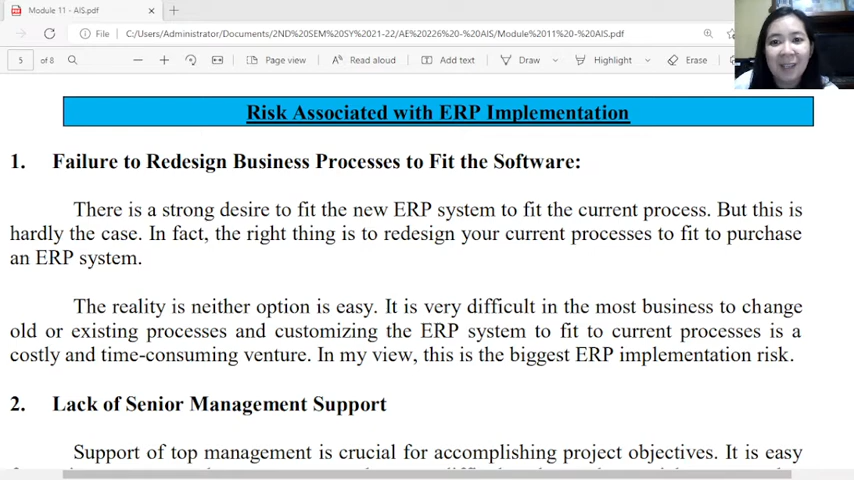 Module 11 - AIS.pdf
File
C:/Users/Administrator/Documents/2ND%20SEM%20SY%202021-22/AE%20226%20-%20AIS/Module%2011%20-%20AIS.pdf
5 of 8
Page view
Read aloud
Add text
Draw
Highlight
Erase
Risk Associated with ERP Implementation
1. Failure to Redesign Business Processes to Fit the Software:
There is a strong desire to fit the new ERP system to fit the current process. But this is
hardly the case. In fact, the right thing is to redesign your current processes to fit to purchase
an ERP system.
The reality is neither option is easy. It is very difficult in the most business to change
old or existing processes and customizing the ERP system to fit to current processes is a
costly and time-consuming venture. In my view, this is the biggest ERP implementation risk.
2. Lack of Senior Management Support
Support of top management is crucial for accomplishing project objectives. It is easy